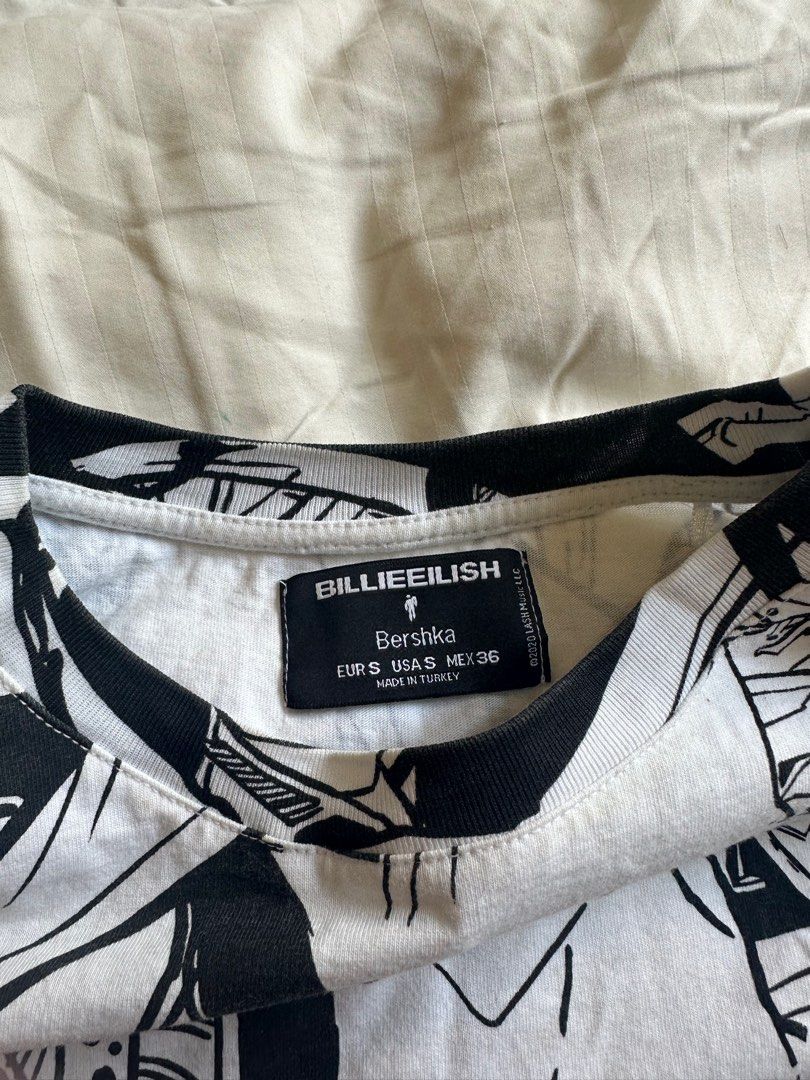 BILLIEEILISH
Bershka
EUR S USA S MEX 36
MADE IN TURKEY
©2020 LASH MUSIC LLC